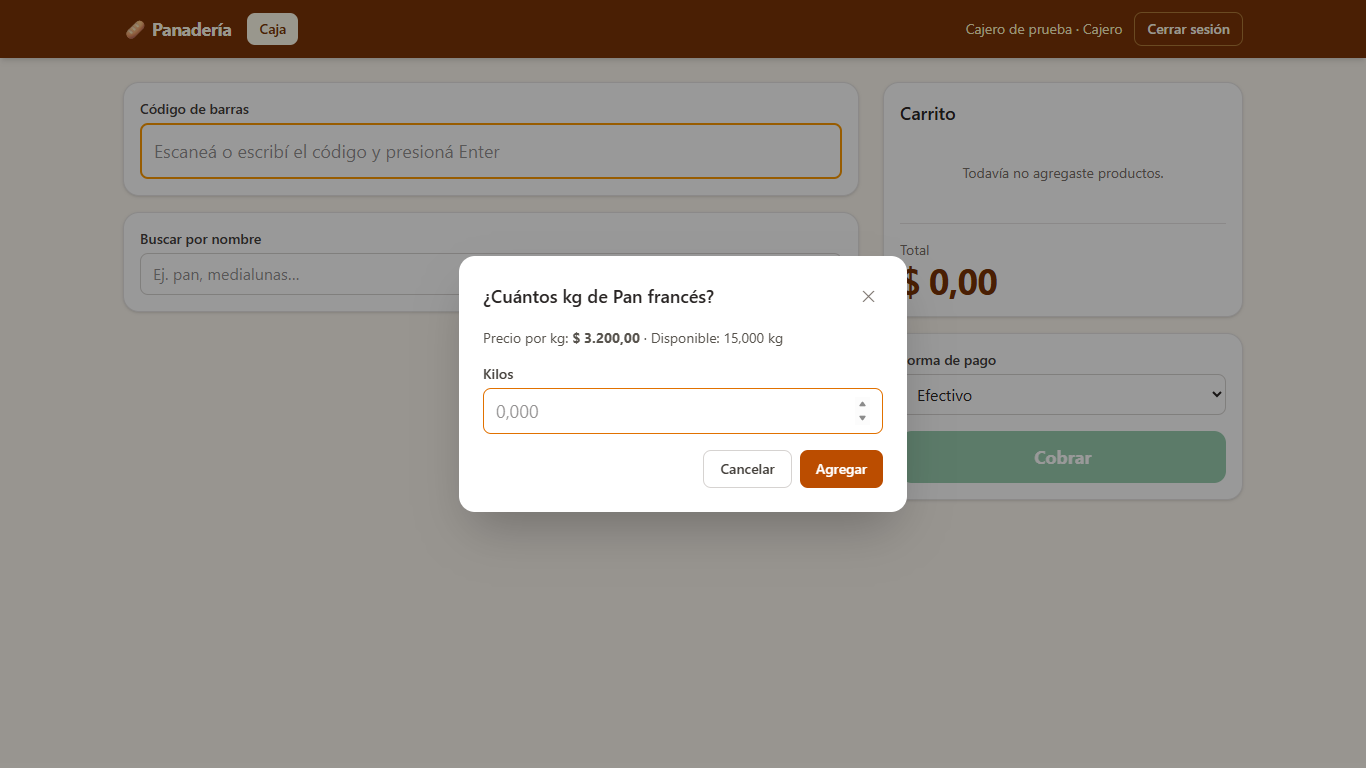 Panadería
Caja
Cajero de prueba · Cajero
Cerrar sesión
Código de barras
Escaneá o escribí el código y presioná Enter
Buscar por nombre
Ej. pan, medialunas...
Carrito
Todavía no agregaste productos.
Total
$ 0,00
orma de pago
Efectivo
Cobrar
¿Cuántos kg de Pan francés?
Precio por kg: $ 3.200,00 · Disponible: 15,000 kg
Kilos
0,000
Cancelar
Agregar